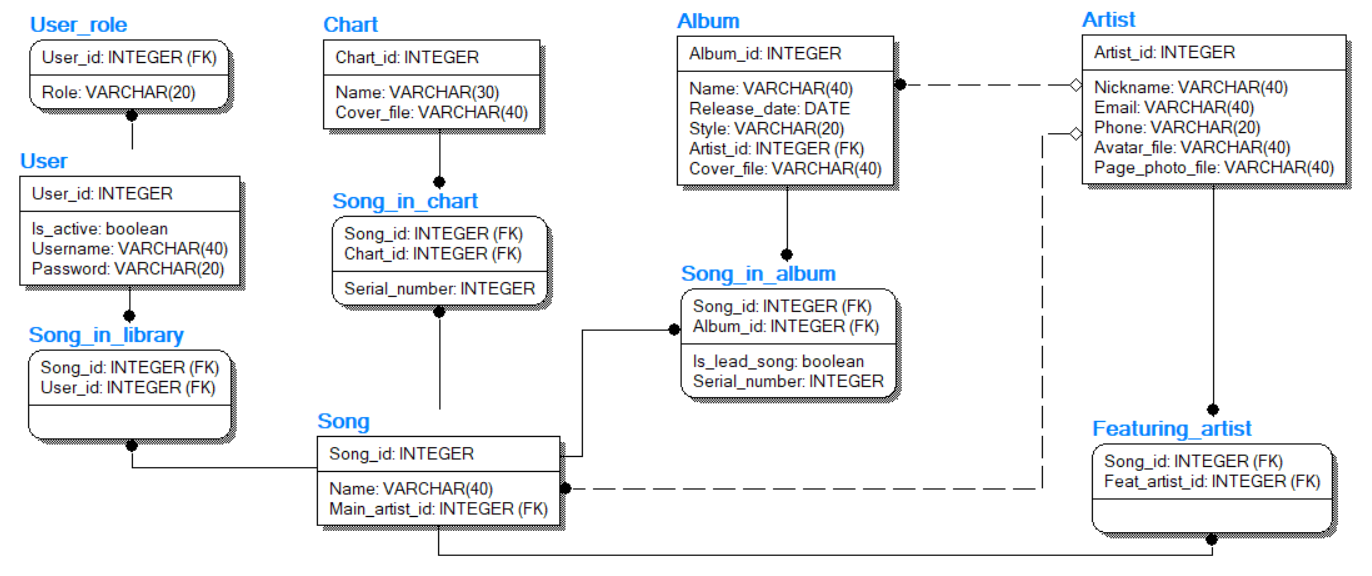 User_role
User_id: INTEGER (FK)
Role: VARCHAR(20)
User
User_id: INTEGER
Is_active: boolean
Username: VARCHAR(40)
Password: VARCHAR(20)
Song_in_library
Song_id: INTEGER (FK)
User_id: INTEGER (FK)
Chart
Chart_id: INTEGER
Name: VARCHAR(30)
Cover_file: VARCHAR(40)
Song_in_chart
Song_id: INTEGER (FK)
Chart_id: INTEGER (FK)
Serial_number: INTEGER
Song
Song_id: INTEGER
Name: VARCHAR(40)
Main_artist_id: INTEGER (FK)
Album
Album_id: INTEGER
Name: VARCHAR(40)
Release_date: DATE
Style: VARCHAR(20)
Artist_id: INTEGER (FK)
Cover_file: VARCHAR(40)
Song_in_album
Song_id: INTEGER (FK)
Album_id: INTEGER (FK)
Is_lead_song: boolean
Serial_number: INTEGER
Artist
Artist_id: INTEGER
Nickname: VARCHAR(40)
Email: VARCHAR(40)
Phone: VARCHAR(20)
Avatar_file: VARCHAR(40)
Page_photo_file: VARCHAR(40)
Featuring_artist
Song_id: INTEGER (FK)
Feat_artist_id: INTEGER (FK)